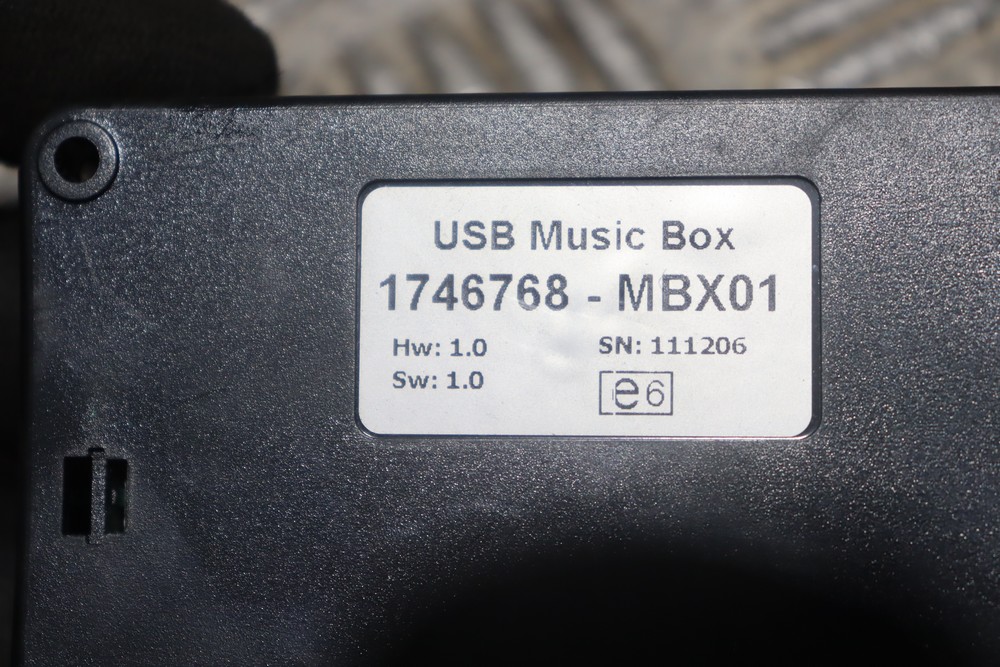 USB Music Box
1746768 - MBX01
Hw: 1.0
SN: 111206
Sw: 1.0
e6